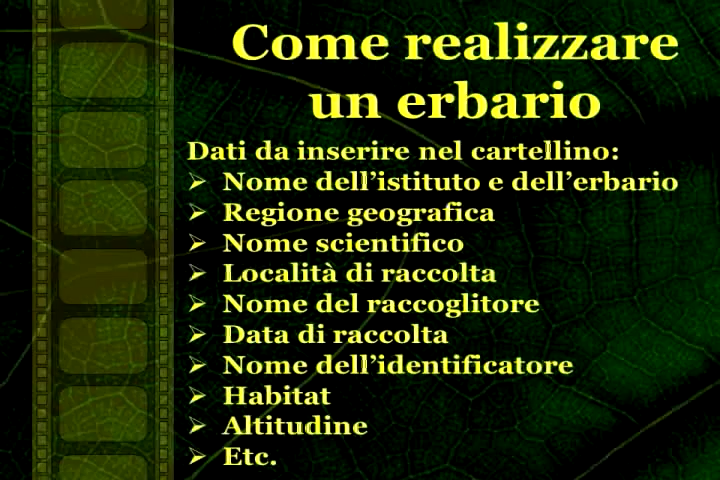 Come realizzare
un erbario
Dati da inserire nel cartellino:
➢ Nome dell’istituto e dell’erbario
➢ Regione geografica
➢ Nome scientifico
➢ Località di raccolta
➢ Nome del raccoglitore
➢ Data di raccolta
➢ Nome dell’identificatore
➢ Habitat
➢ Altitudine
➢ Etc.